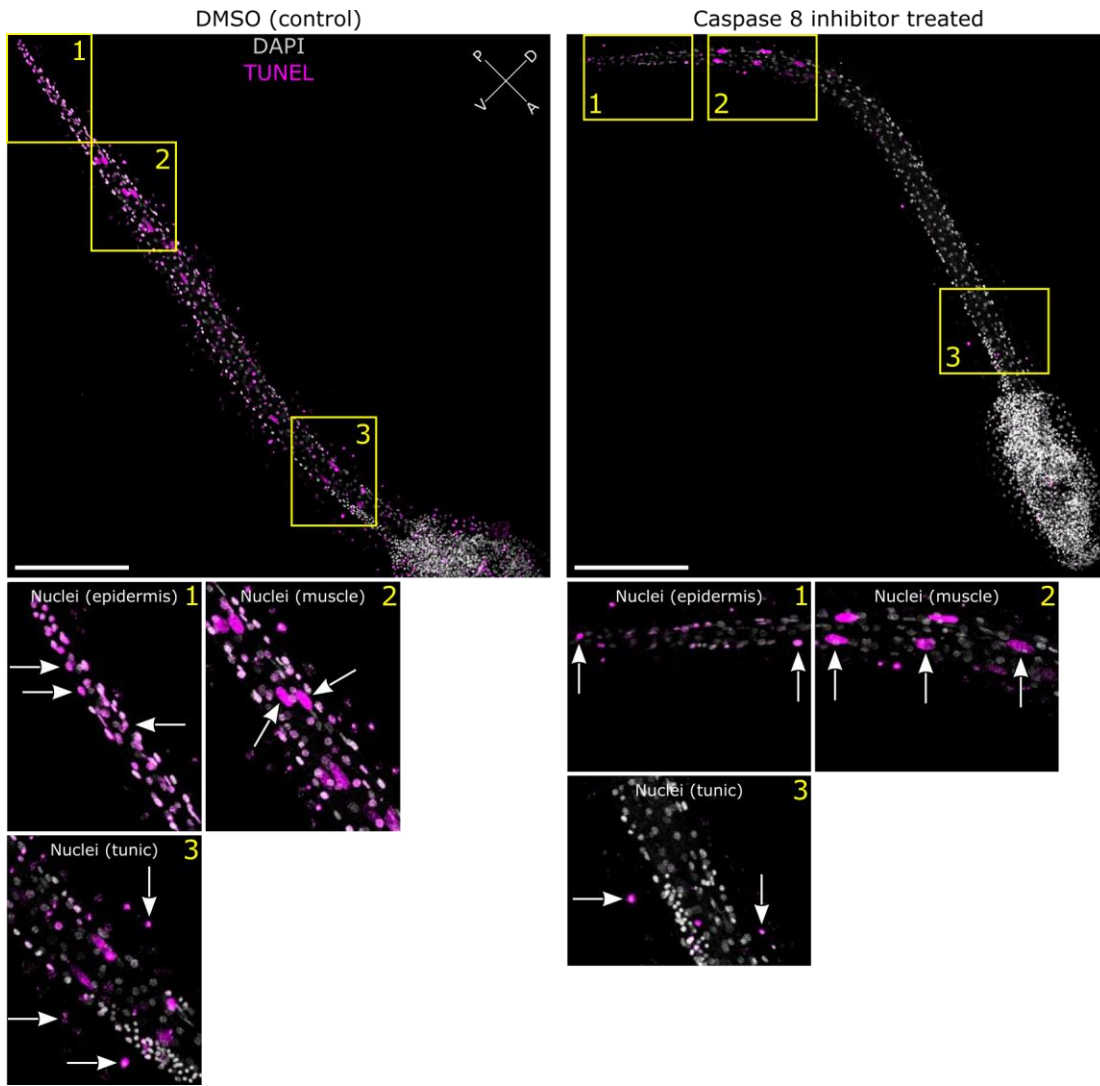 DMSO (control)
DAPI
TUNEL
1
2
3
P
D
V
A
Caspase 8 inhibitor treated
1
2
3
Nuclei (epidermis) 1
Nuclei (muscle) 2
Nuclei (tunic) 3
Nuclei (epidermis) 1
Nuclei (muscle) 2
Nuclei (tunic) 3